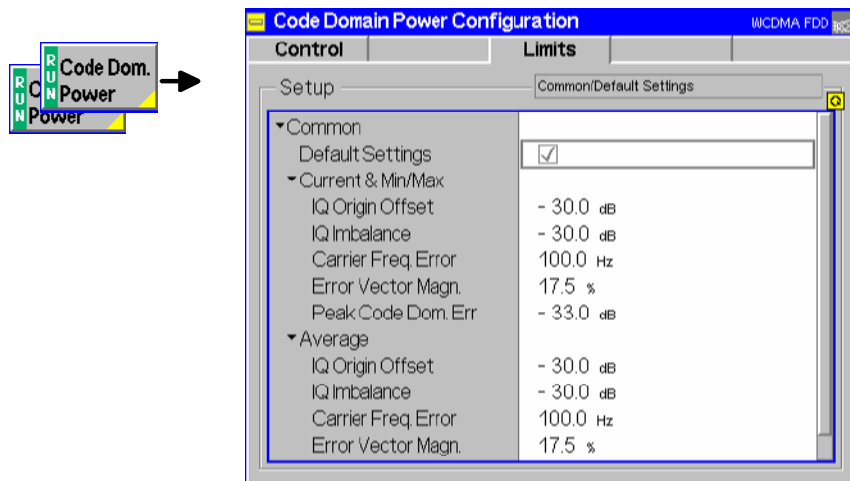 RUN
Code Dom.
Power
RUN
C
Power
Code Domain Power Configuration
WCDMA FDD
Control
Limits
Setup
Common/Default Settings
Common
Default Settings
Current & Min/Max
IQ Origin Offset - 30.0 dB
IQ Imbalance - 30.0 dB
Carrier Freq. Error 100.0 Hz
Error Vector Magn. 17.5 %
Peak Code Dom. Err - 33.0 dB
Average
IQ Origin Offset - 30.0 dB
IQ Imbalance - 30.0 dB
Carrier Freq. Error 100.0 Hz
Error Vector Magn. 17.5 %